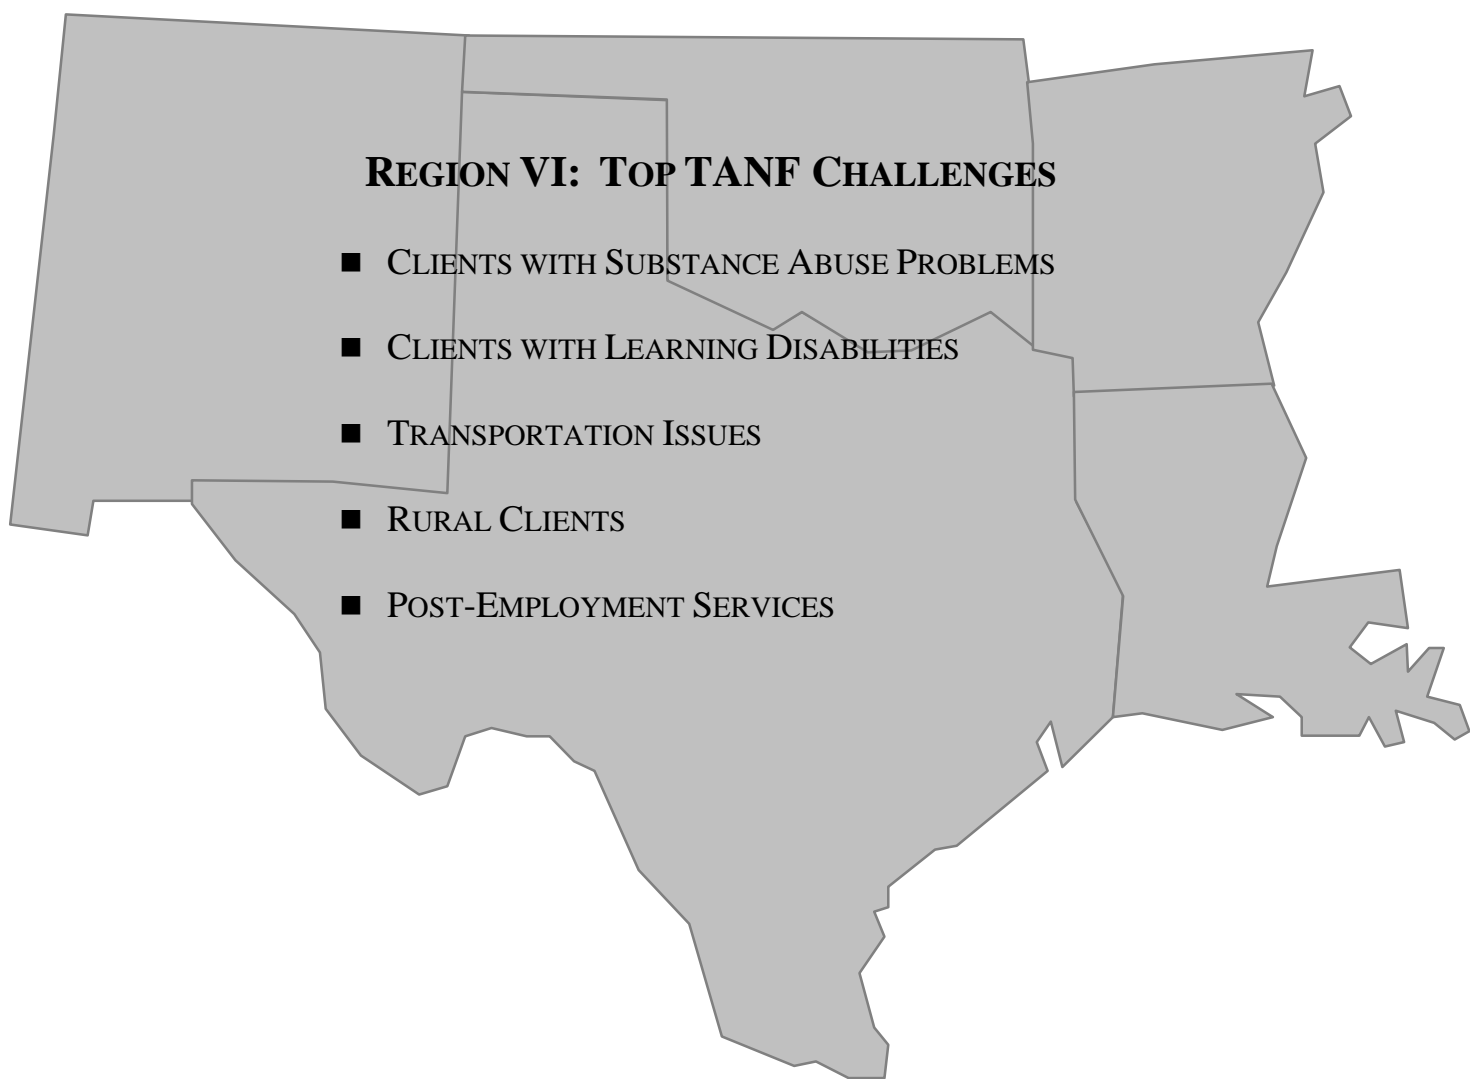 REGION VI: TOP TANF CHALLENGES
■ CLIENTS WITH SUBSTANCE ABUSE PROBLEMS
■ CLIENTS WITH LEARNING DISABILITIES
■ TRANSPORTATION ISSUES
■ RURAL CLIENTS
■ POST-EMPLOYMENT SERVICES